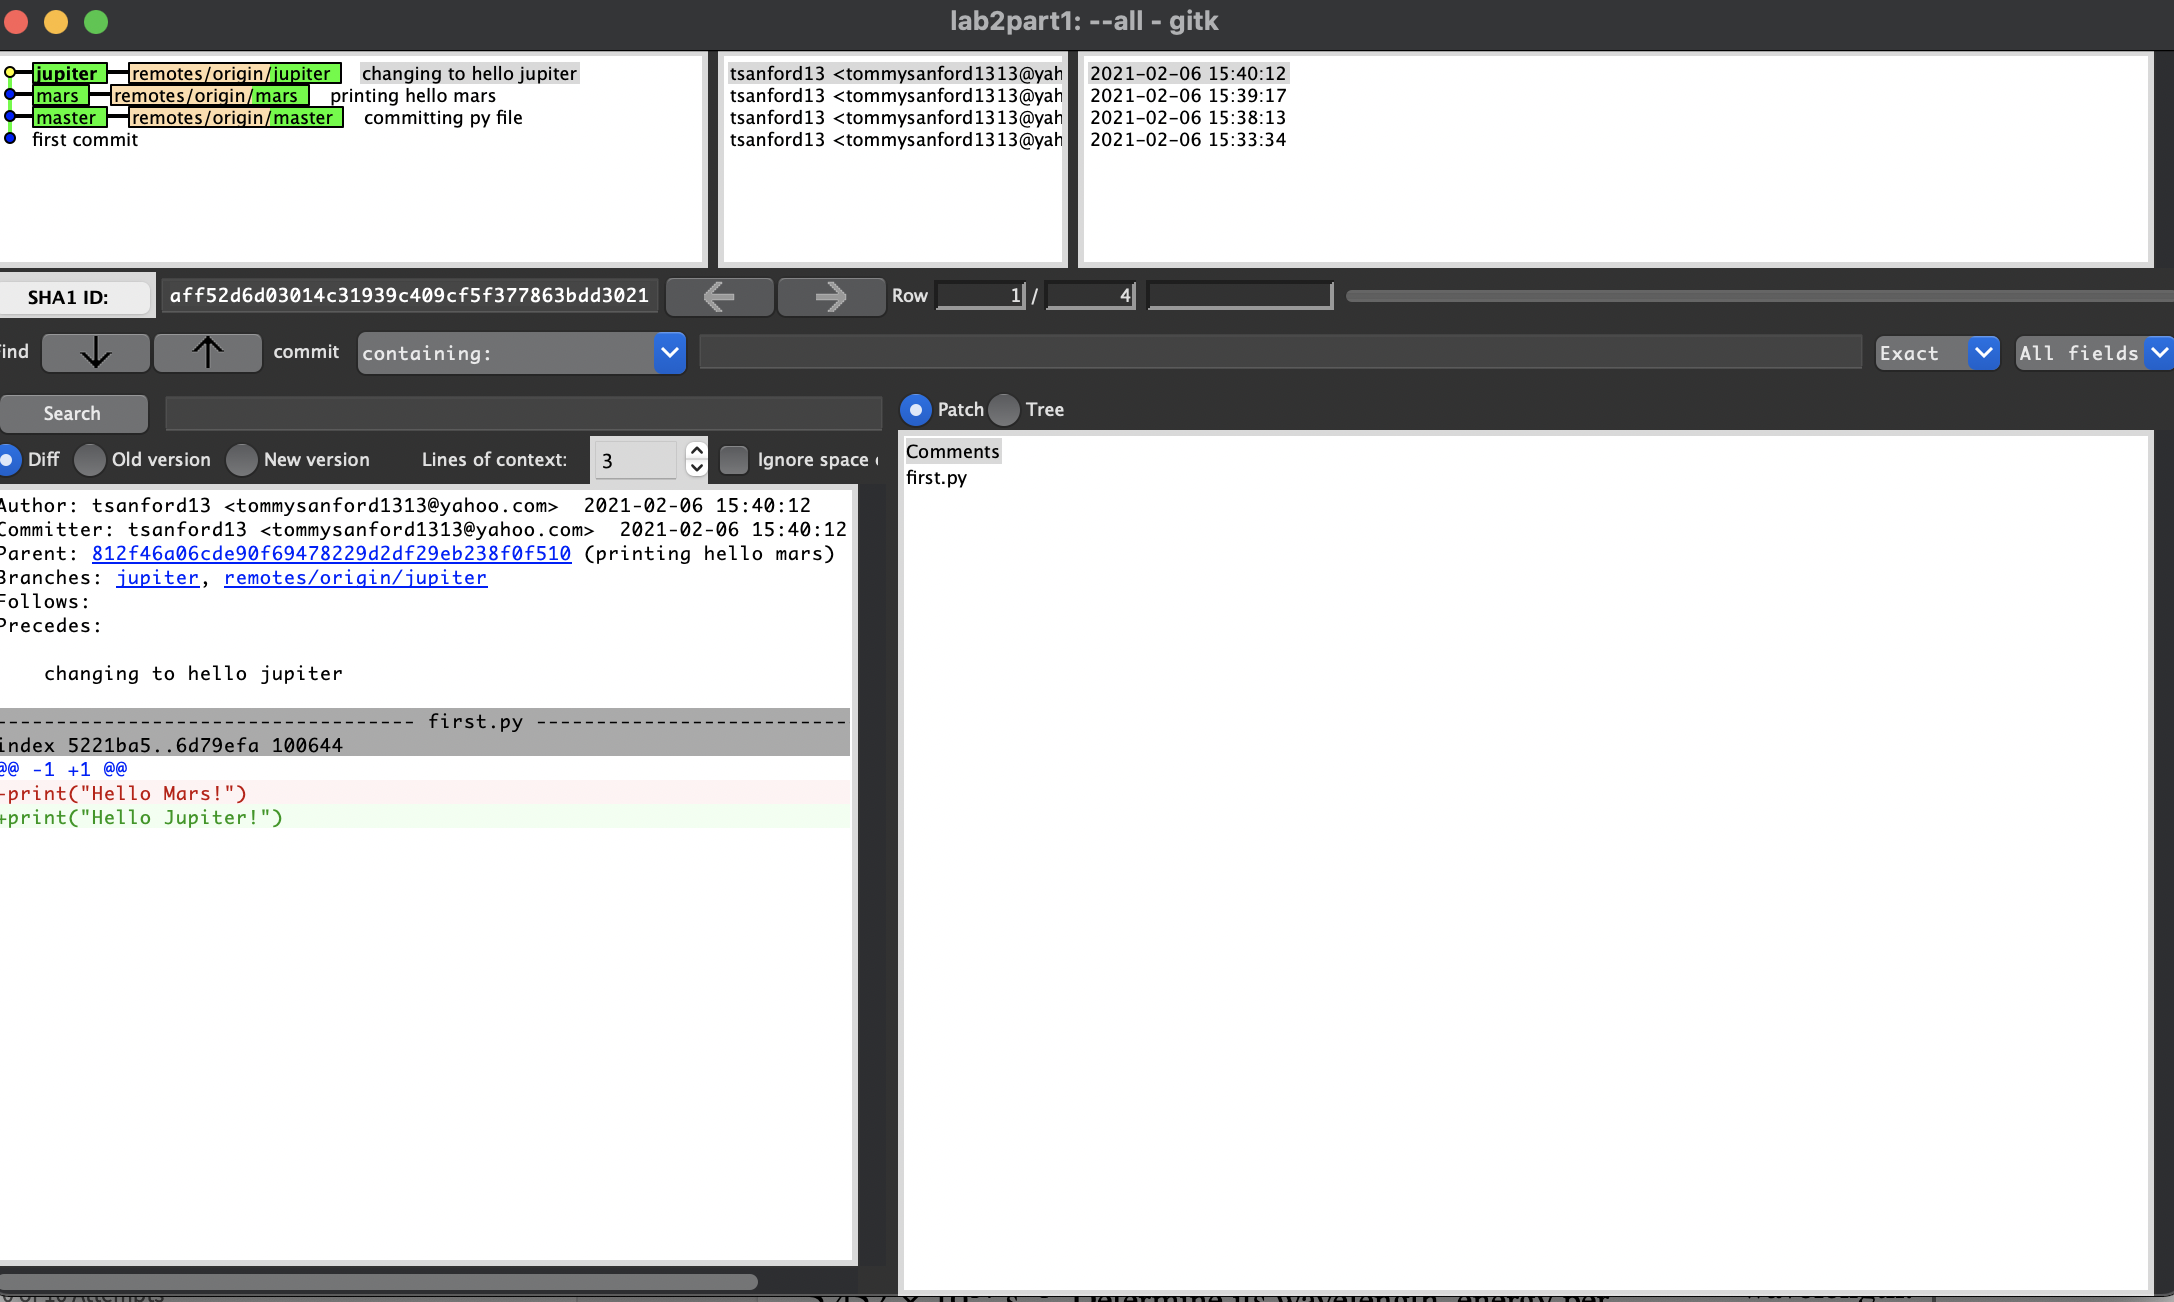 lab2part1: --all - gitk
jupiter remotes/origin/jupiter changing to hello jupiter
mars remotes/origin/mars printing hello mars
master remotes/origin/master committing py file
first commit
tsanford13 <tommysanford1313@yah
tsanford13 <tommysanford1313@yah
tsanford13 <tommysanford1313@yah
tsanford13 <tommysanford1313@yah
2021-02-06 15:40:12
2021-02-06 15:39:17
2021-02-06 15:38:13
2021-02-06 15:33:34
SHA1 ID: aff52d6d03014c31939c409cf5f377863bdd3021 Row 1 / 4
ind commit containing: Exact All fields
Search
Diff Old version New version Lines of context: 3 Ignore space
Author: tsanford13 <tommysanford1313@yahoo.com> 2021-02-06 15:40:12
Committer: tsanford13 <tommysanford1313@yahoo.com> 2021-02-06 15:40:12
Parent: 812f46a06cde90f69478229d2df29eb238f0f510 (printing hello mars)
Branches: jupiter, remotes/origin/jupiter
Follows:
Precedes:
changing to hello jupiter
---------------------------------- first.py --------------------------
index 5221ba5..6d79efa 100644
@@ -1 +1 @@
-print("Hello Mars!")
+print("Hello Jupiter!")
Patch Tree
Comments
first.py